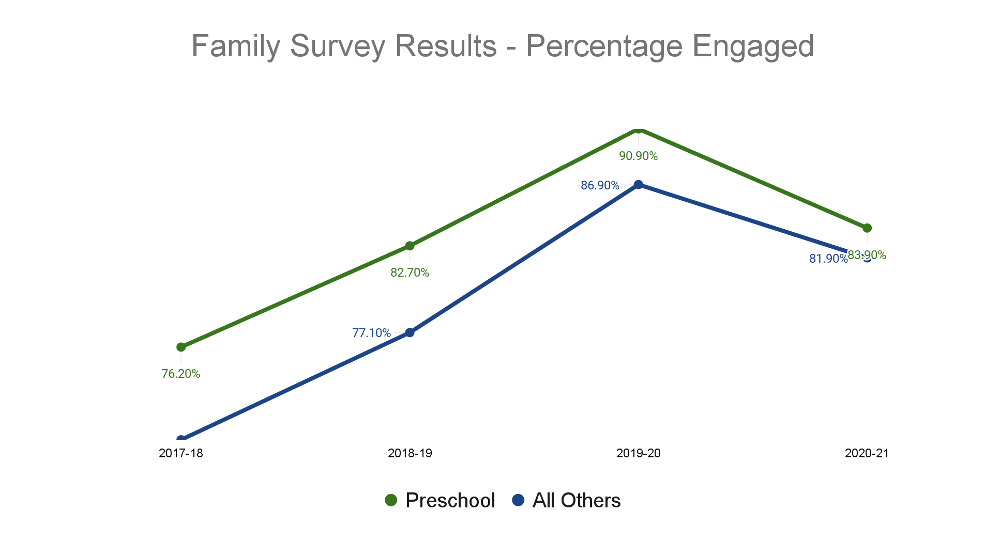 Family Survey Results - Percentage Engaged
90.90%
86.90%
83.90%
81.90%
82.70%
77.10%
76.20%
2017-18 2018-19 2019-20 2020-21
Preschool All Others